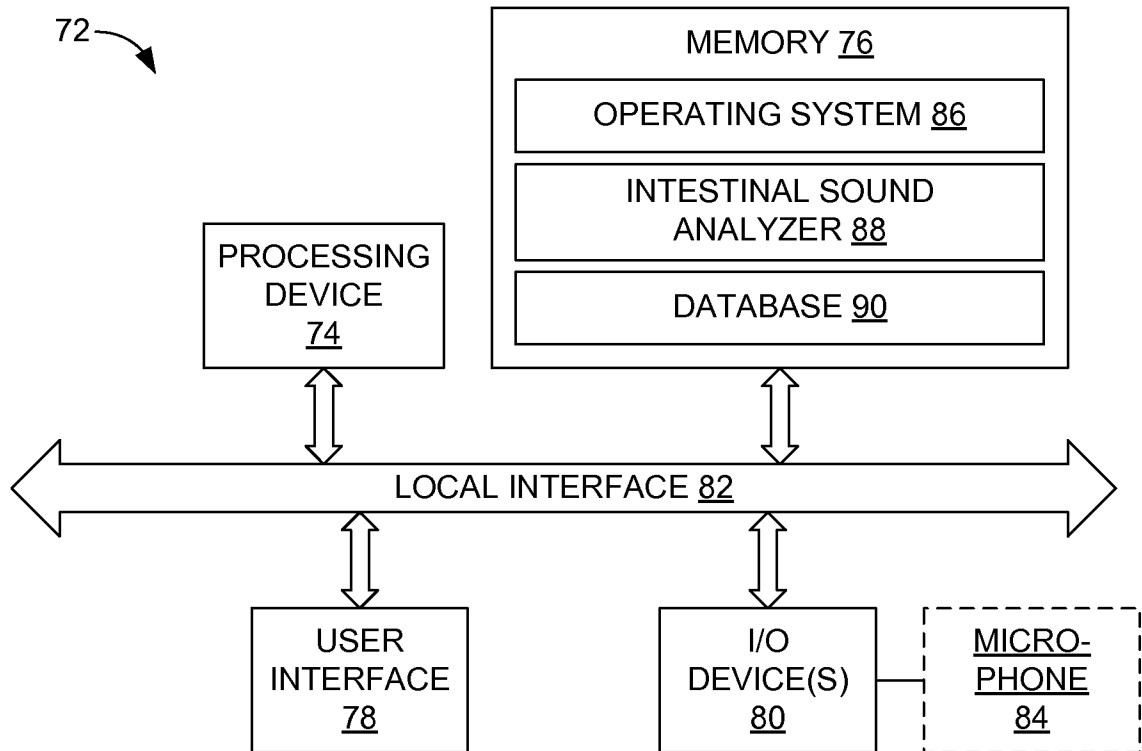 72
MEMORY 76
OPERATING SYSTEM 86
INTESTINAL SOUND
ANALYZER 88
DATABASE 90
PROCESSING
DEVICE
74
LOCAL INTERFACE 82
USER
INTERFACE
78
I/O
DEVICE(S)
80
MICRO-
PHONE
84